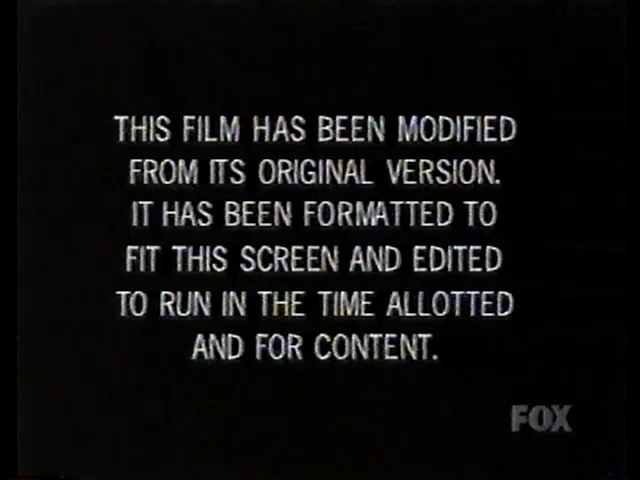 THIS FILM HAS BEEN MODIFIED
FROM ITS ORIGINAL VERSION.
IT HAS BEEN FORMATTED TO
FIT THIS SCREEN AND EDITED
TO RUN IN THE TIME ALLOTTED
AND FOR CONTENT.
FOX